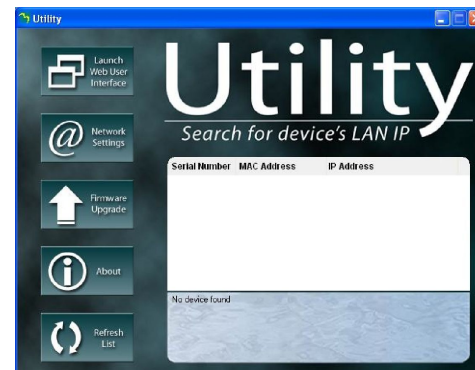 Utility
Launch
Web User
Interface
Network
Settings
Firmware
Upgrade
About
Refresh
List
Utility
Search for device's LAN IP
Serial Number MAC Address IP Address
No device found